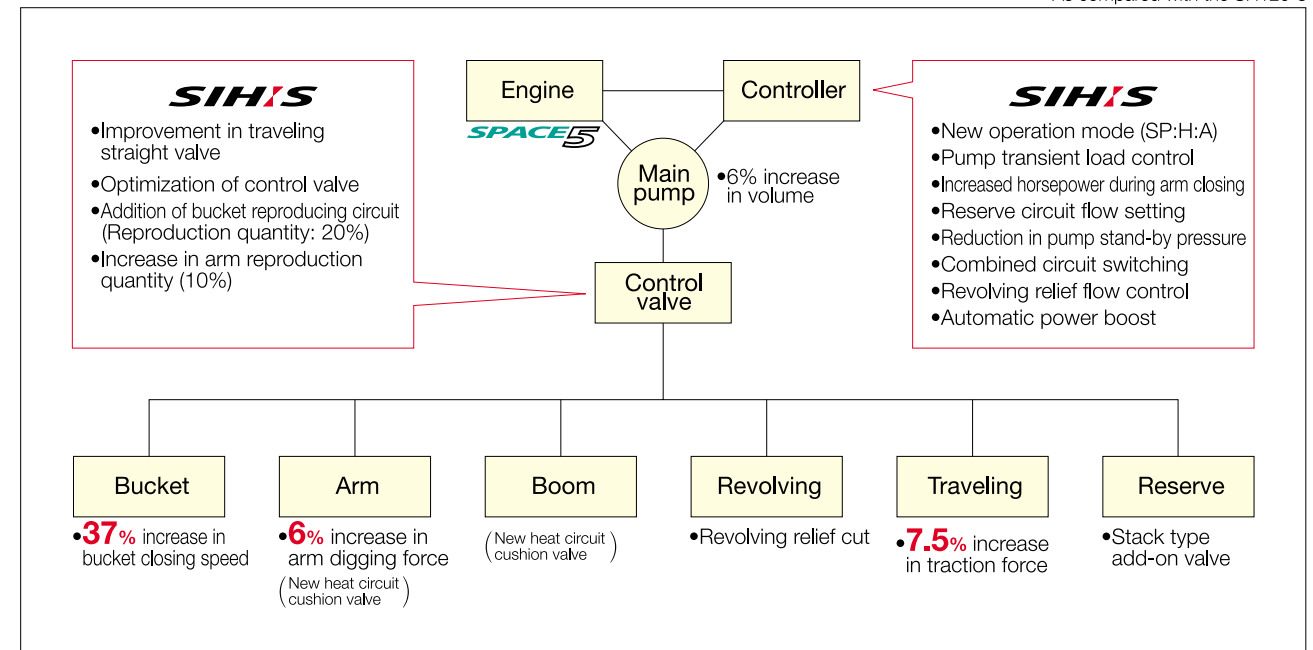 SIH:S
•Improvement in traveling
straight valve
•Optimization of control valve
•Addition of bucket reproducing circuit
(Reproduction quantity: 20%)
•Increase in arm reproduction
quantity (10%)
Engine
SPACE5
Controller
Main
pump
•6% increase
in volume
Control
valve
SIH:S
•New operation mode (SP:H:A)
•Pump transient load control
•Increased horsepower during arm closing
•Reserve circuit flow setting
•Reduction in pump stand-by pressure
•Combined circuit switching
•Revolving relief flow control
•Automatic power boost
Bucket
•37% increase in
bucket closing speed
Arm
•6% increase in
arm digging force
(New heat circuit
cushion valve)
Boom
(New heat circuit
cushion valve)
Revolving
•Revolving relief cut
Traveling
•7.5% increase
in traction force
Reserve
•Stack type
add-on valve